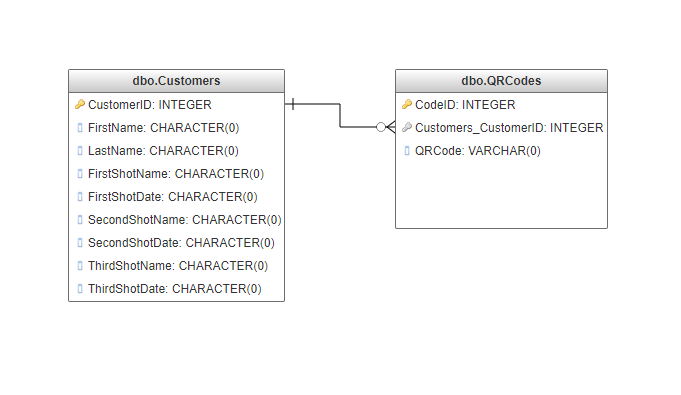 dbo.Customers
CustomerID: INTEGER
FirstName: CHARACTER(0)
LastName: CHARACTER(0)
FirstShotName: CHARACTER(0)
FirstShotDate: CHARACTER(0)
SecondShotName: CHARACTER(0)
SecondShotDate: CHARACTER(0)
ThirdShotName: CHARACTER(0)
ThirdShotDate: CHARACTER(0)
dbo.QRCodes
CodeID: INTEGER
Customers_CustomerID: INTEGER
QRCode: VARCHAR(0)